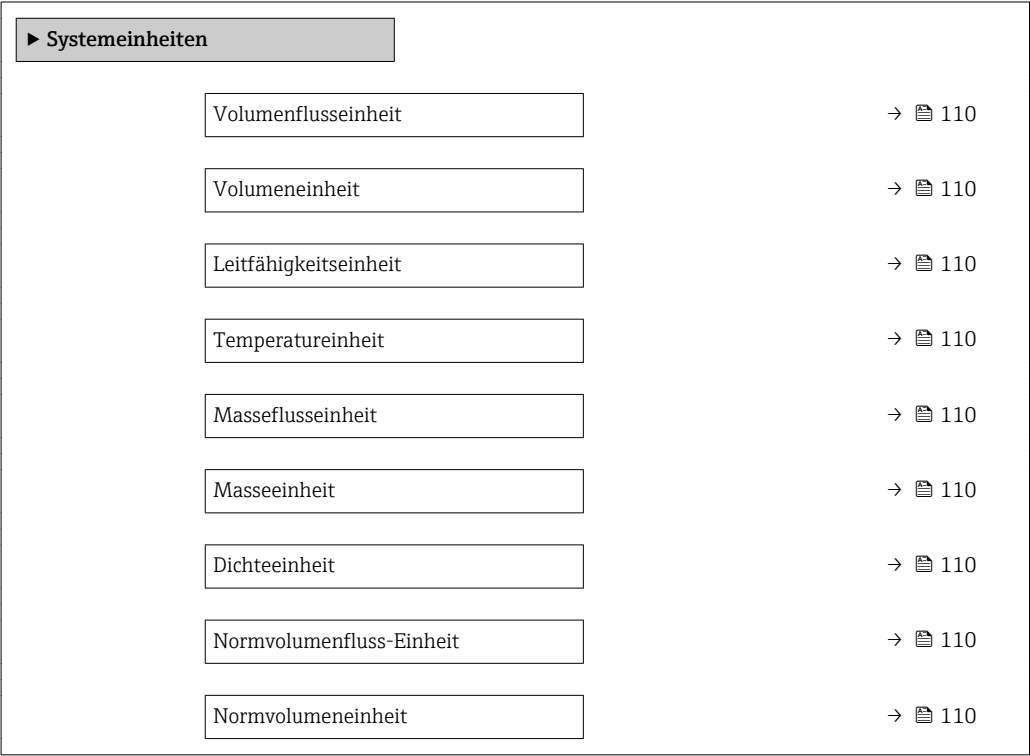 ▶ Systemeinheiten
Volumenflusseinheit → 110
Volumeneinheit → 110
Leitfähigkeitseinheit → 110
Temperatureinheit → 110
Masseflusseinheit → 110
Masseeinheit → 110
Dichteeinheit → 110
Normvolumenfluss-Einheit → 110
Normvolumeneinheit → 110